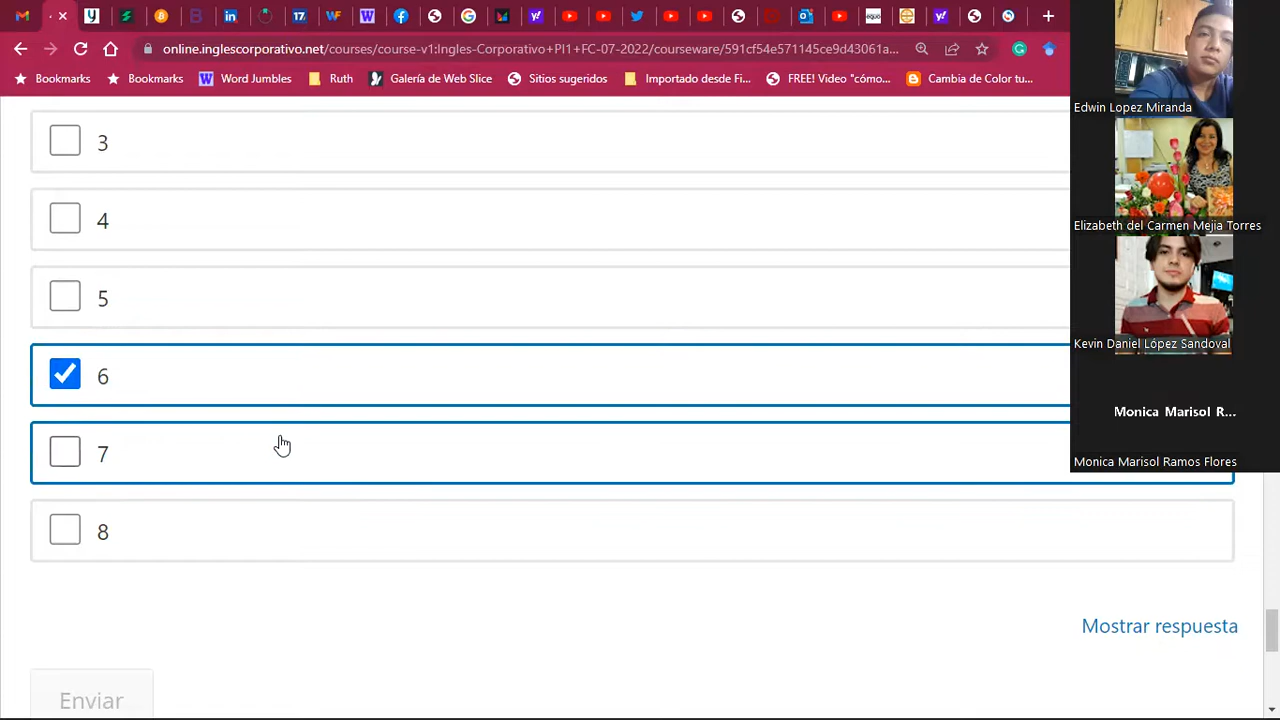 17
online.inglescorporativo.net/courses/course-v1:Ingles-Corporativo+PI1+FC-07-2022/courseware/591cf54e571145ce9d43061a...
Bookmarks
Bookmarks
Word Jumbles
Ruth
Galería de Web Slice
Sitios sugeridos
Importado desde Fi...
FREE! Video "cómo...
Cambia de Color tu...
3
4
5
6
7
8
Mostrar respuesta
Enviar
Edwin Lopez Miranda
Elizabeth del Carmen Mejia Torres
Kevin Daniel López Sandoval
Monica Marisol R...
Monica Marisol Ramos Flores